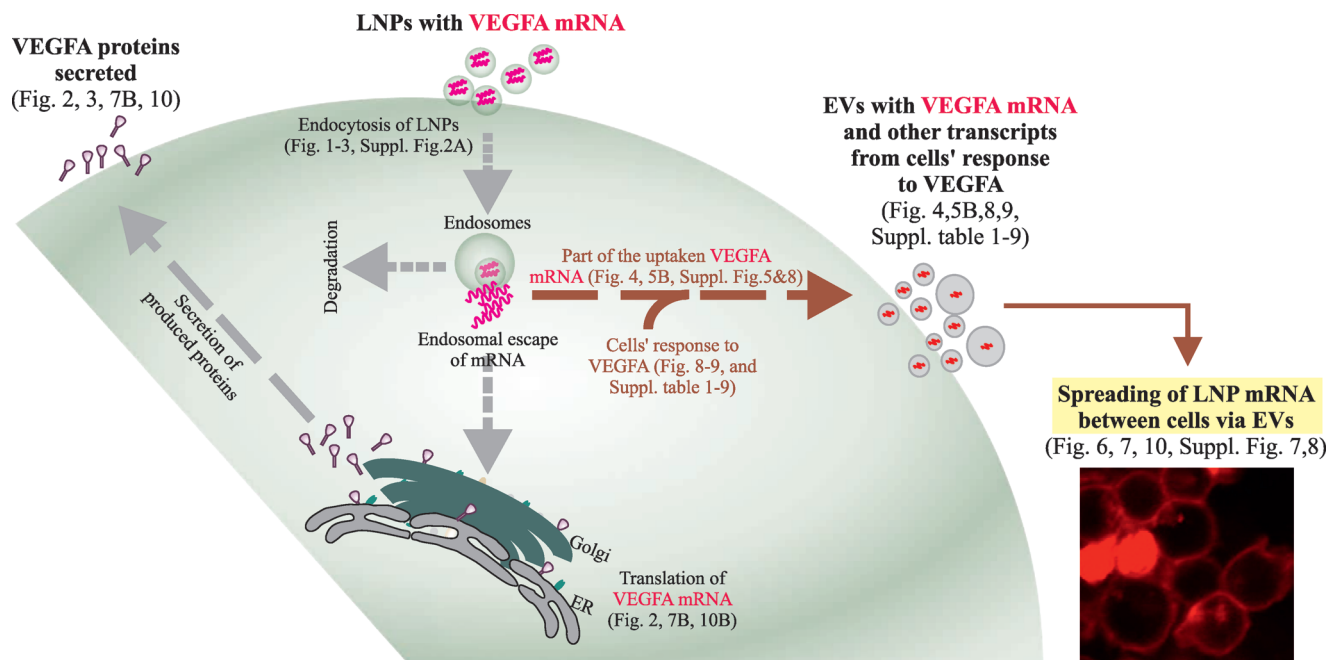 LNPs with VEGFA mRNA
VEGFA proteins
secreted
(Fig. 2, 3, 7B, 10)
Endocytosis of LNPs
(Fig. 1-3, Suppl. Fig.2A)
EVs with VEGFA mRNA
and other transcripts
from cells' response
to VEGFA
(Fig. 4,5B,8,9,
Suppl. table 1-9)
Endosomes
Degradation
Part of the uptaken VEGFA
mRNA (Fig. 4, 5B, Suppl. Fig.5&8)
Endosomal escape
of mRNA
Cells' response to
VEGFA (Fig. 8-9, and
Suppl. table 1-9)
Secretion of
produced proteins
Spreading of LNP mRNA
between cells via EVs
(Fig. 6, 7, 10, Suppl. Fig. 7,8)
Golgi
ER
Translation of
VEGFA mRNA
(Fig. 2, 7B, 10B)